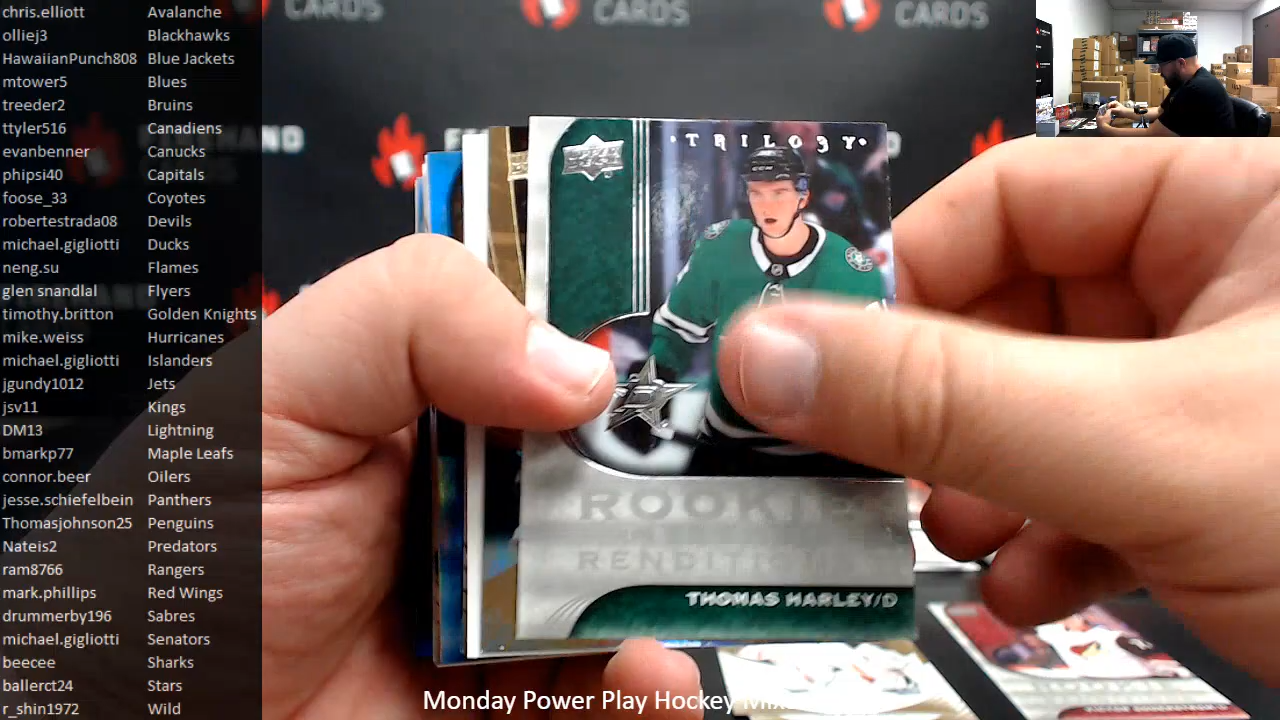 chris.elliott Avalanche
olliej3 Blackhawks
HawaiianPunch808 Blue Jackets
mtower5 Blues
treeder2 Bruins
ttyler516 Canadiens
evanbenner Canucks
phipsi40 Capitals
foose_33 Coyotes
robertestrada08 Devils
michael.gigliotti Ducks
neng.su Flames
glen snandlal Flyers
timothy.britton Golden Knights
mike.weiss Hurricanes
michael.gigliotti Islanders
jgundy1012 Jets
jsv11 Kings
DM13 Lightning
bmarkp77 Maple Leafs
connor.beer Oilers
jesse.schiefelbein Panthers
Thomasjohnson25 Penguins
Nateis2 Predators
ram8766 Rangers
mark.phillips Red Wings
drummerby196 Sabres
michael.gigliotti Senators
beecee Sharks
ballerct24 Stars
r_shin1972 Wild
CARDS CARDS CARDS
TRILOGY
ROOKIE
THOMAS HARLEY/D
Monday Power Play Hockey